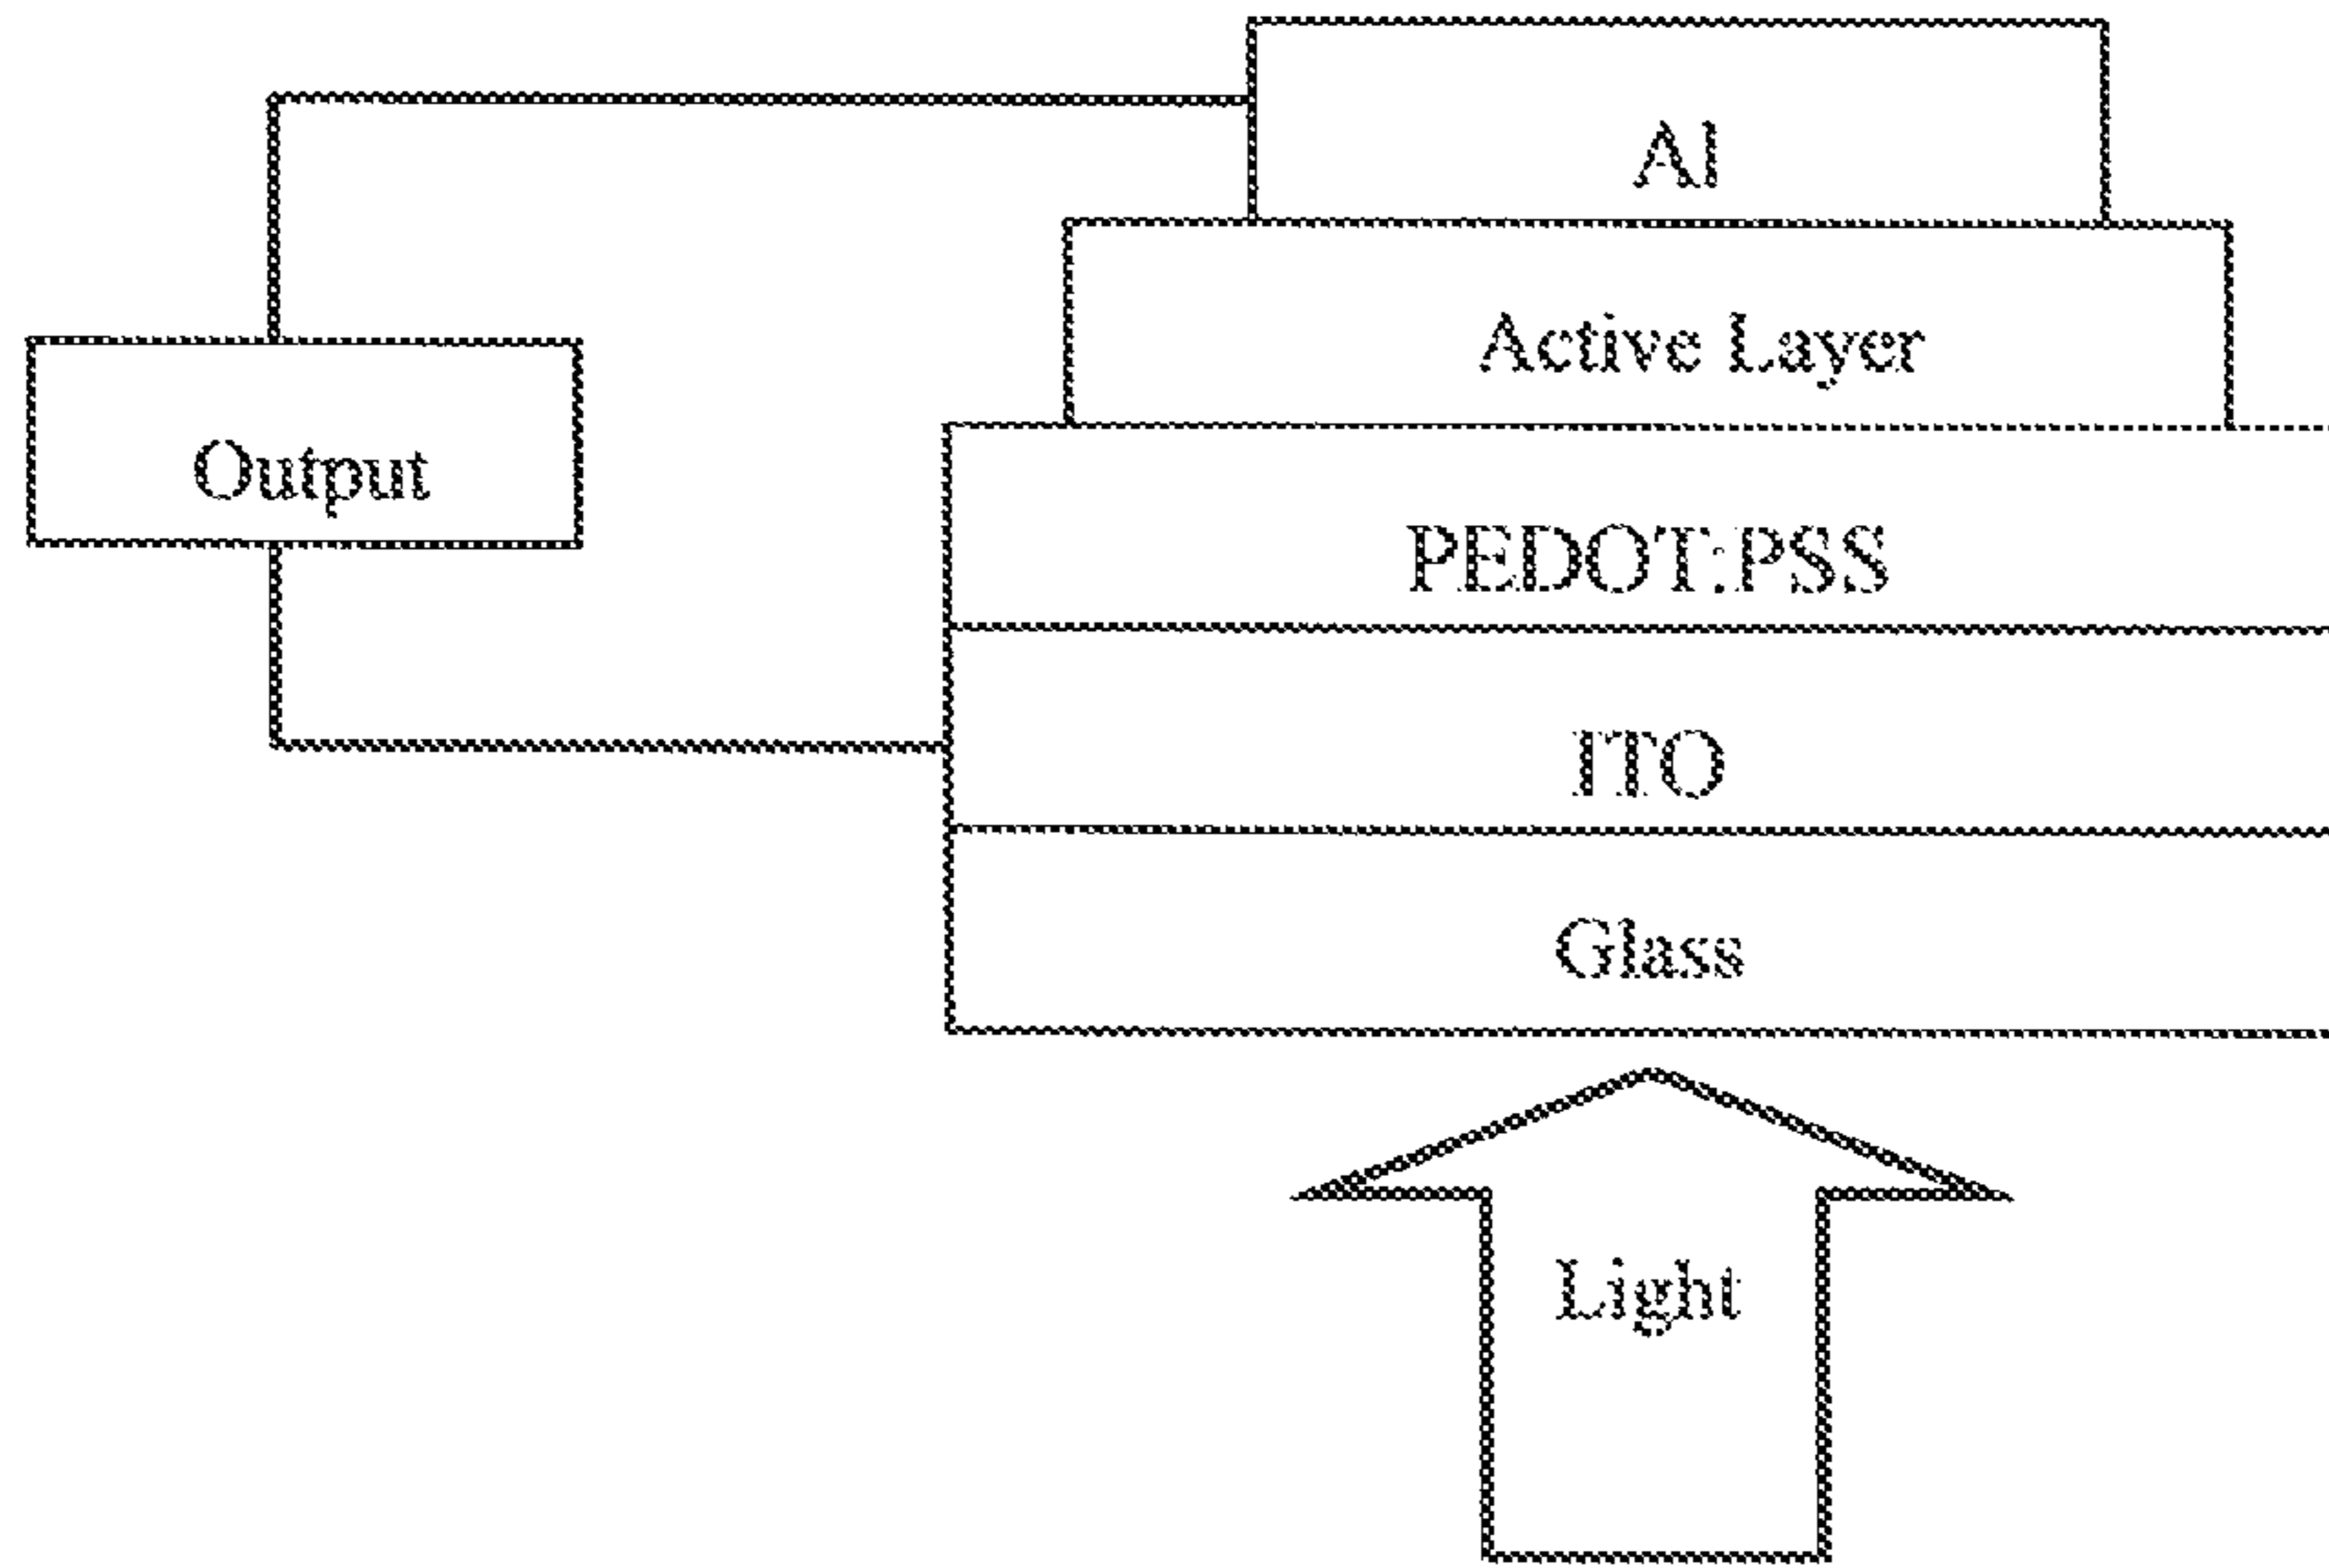 Al
Active Layer
Output
PEDOT:PSS
ITO
Glass
Light